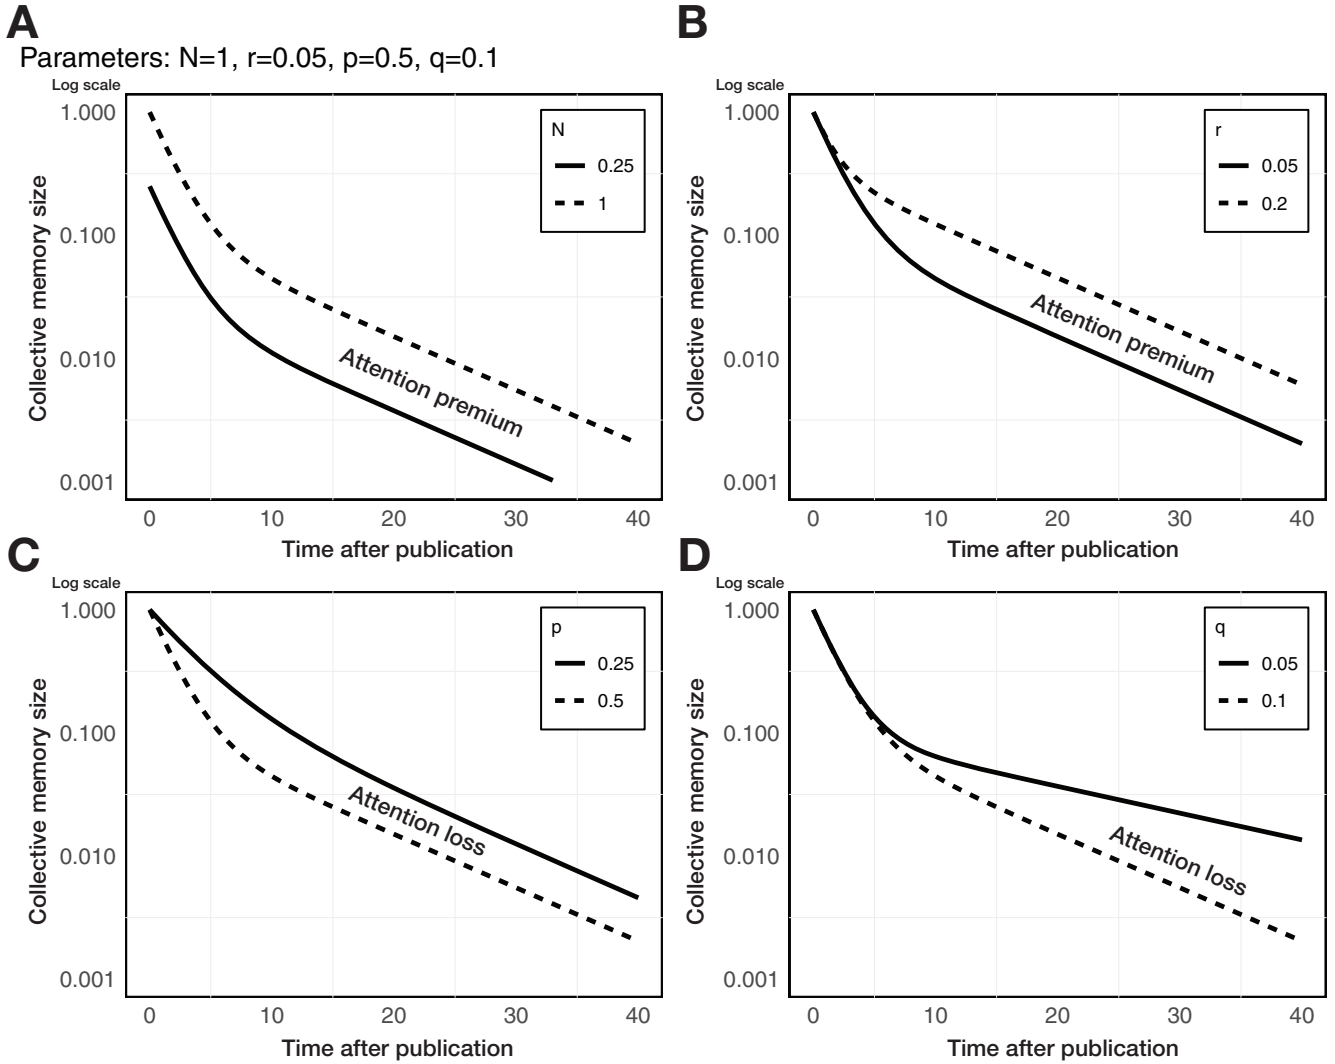 A
Parameters: N=1, r=0.05, p=0.5, q=0.1
Log scale
1.000
0.100
0.010
0.001
Collective memory size
N
0.25
1
Attention premium
0 10 20 30 40
Time after publication
B
Log scale
1.000
0.100
0.010
0.001
Collective memory size
r
0.05
0.2
Attention premium
0 10 20 30 40
Time after publication
C
Log scale
1.000
0.100
0.010
0.001
Collective memory size
p
0.25
0.5
Attention loss
0 10 20 30 40
Time after publication
D
Log scale
1.000
0.100
0.010
0.001
Collective memory size
q
0.05
0.1
Attention loss
0 10 20 30 40
Time after publication